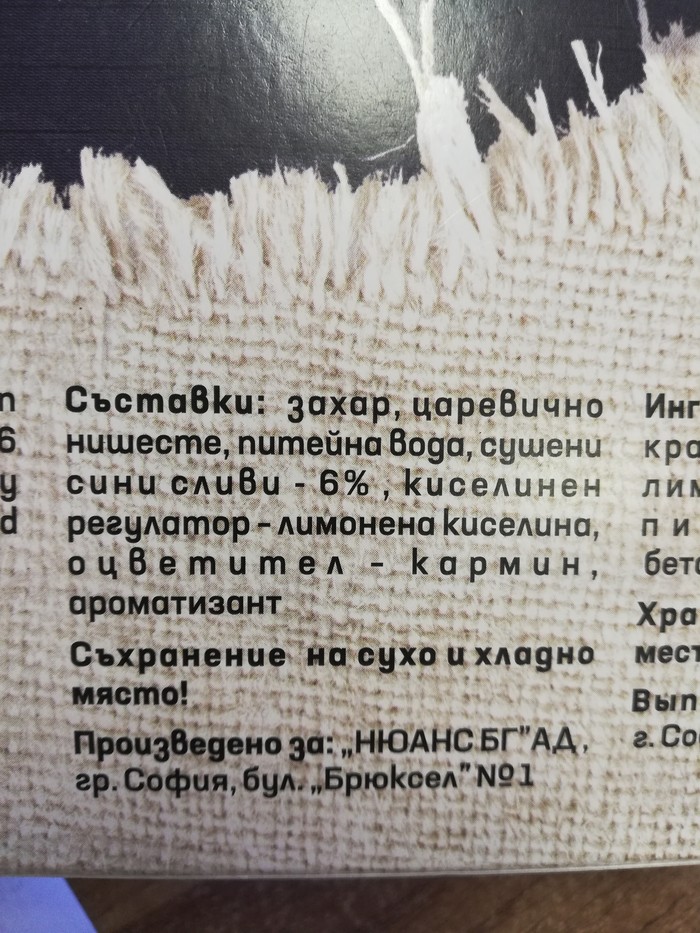 Съставки: захар, царевично
нишесте, питейна вода, сушени
сини сливи - 6% , киселинен
регулатор – лимонена киселина,
оцветител - кармин,
ароматизант
Съхранение на сухо и хладно
място!
Произведено за: „НЮАНС БГ" АД,
гр. София, бул. „Брюксел" №1